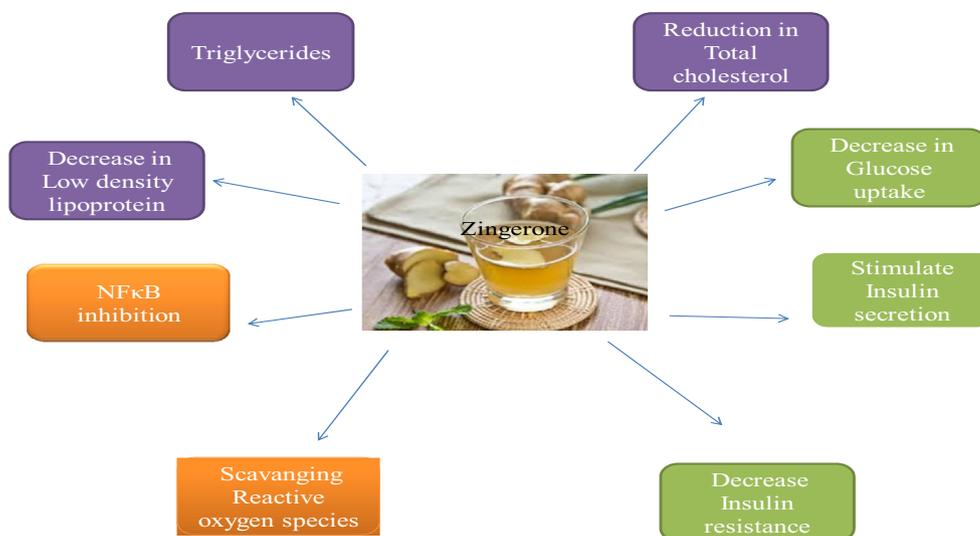 Triglycerides
Reduction in
Total
cholesterol
Decrease in
Low density
lipoprotein
Decrease in
Glucose
uptake
Zingerone
NFκB
inhibition
Stimulate
Insulin
secretion
Scavanging
Reactive
oxygen species
Decrease
Insulin
resistance